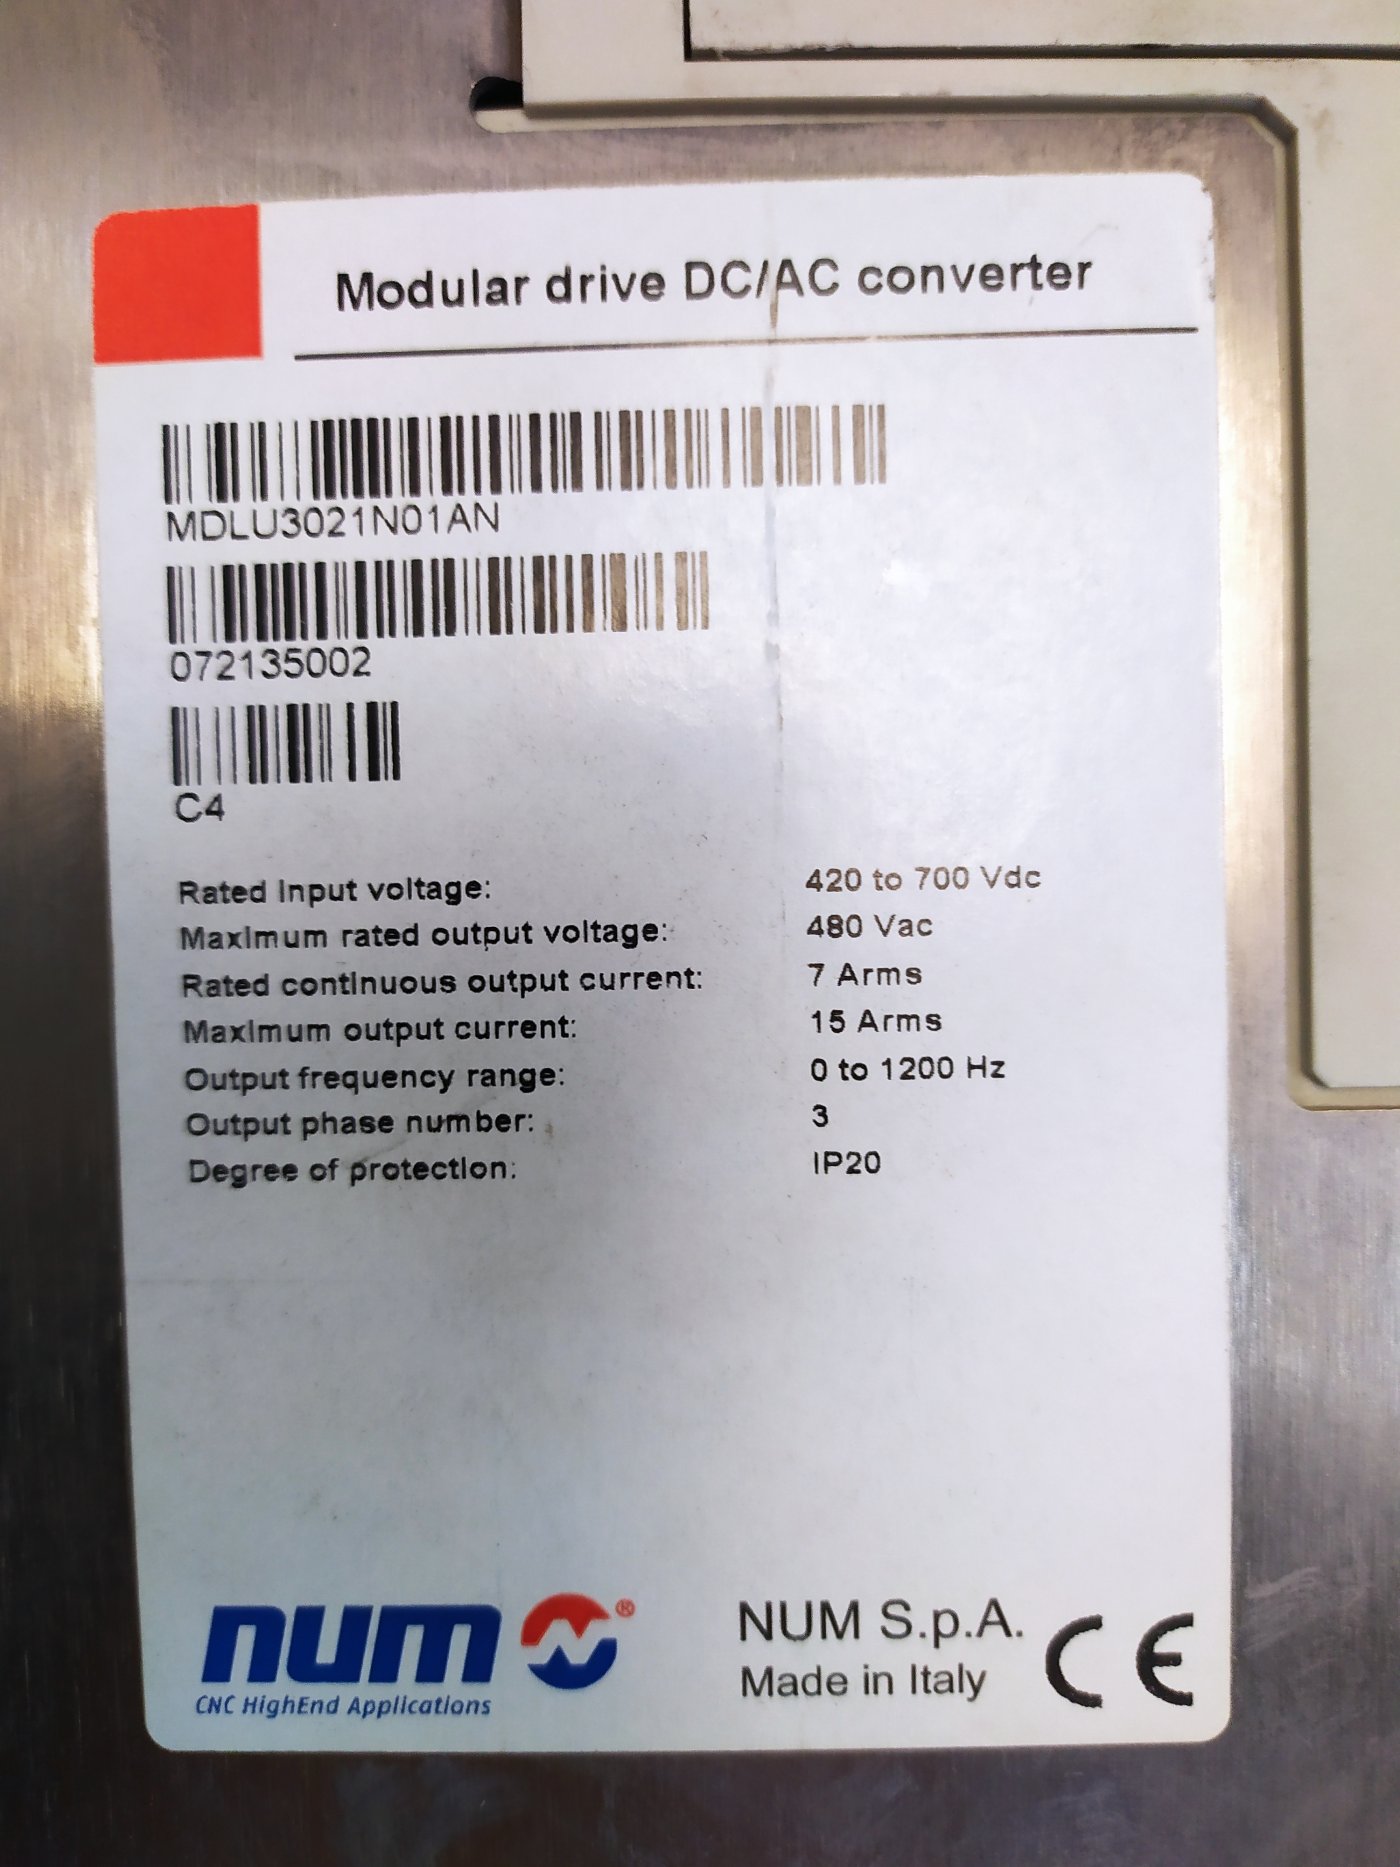 Modular drive DC/AC converter
MDLU3021N01AN
072135002
C4
Rated input voltage: 420 to 700 Vdc
Maximum rated output voltage: 480 Vac
Rated continuous output current: 7 Arms
Maximum output current: 15 Arms
Output frequency range: 0 to 1200 Hz
Output phase number: 3
Degree of protection: IP20
num ®
CNC HighEnd Applications
NUM S.p.A.
Made in Italy
CE